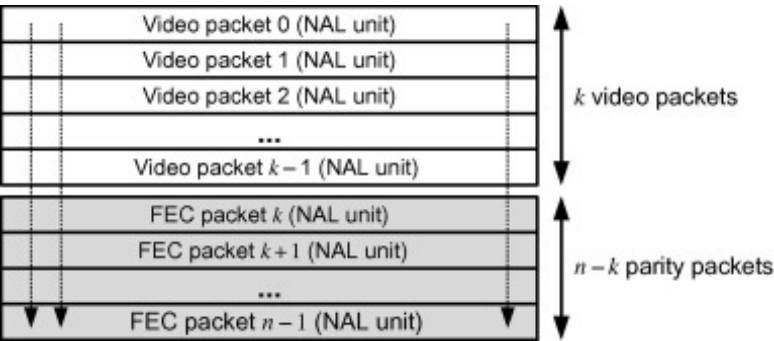 Video packet 0 (NAL unit)
Video packet 1 (NAL unit)
Video packet 2 (NAL unit)
...
Video packet k – 1 (NAL unit)
k video packets
FEC packet k (NAL unit)
FEC packet k + 1 (NAL unit)
...
FEC packet n – 1 (NAL unit)
n – k parity packets